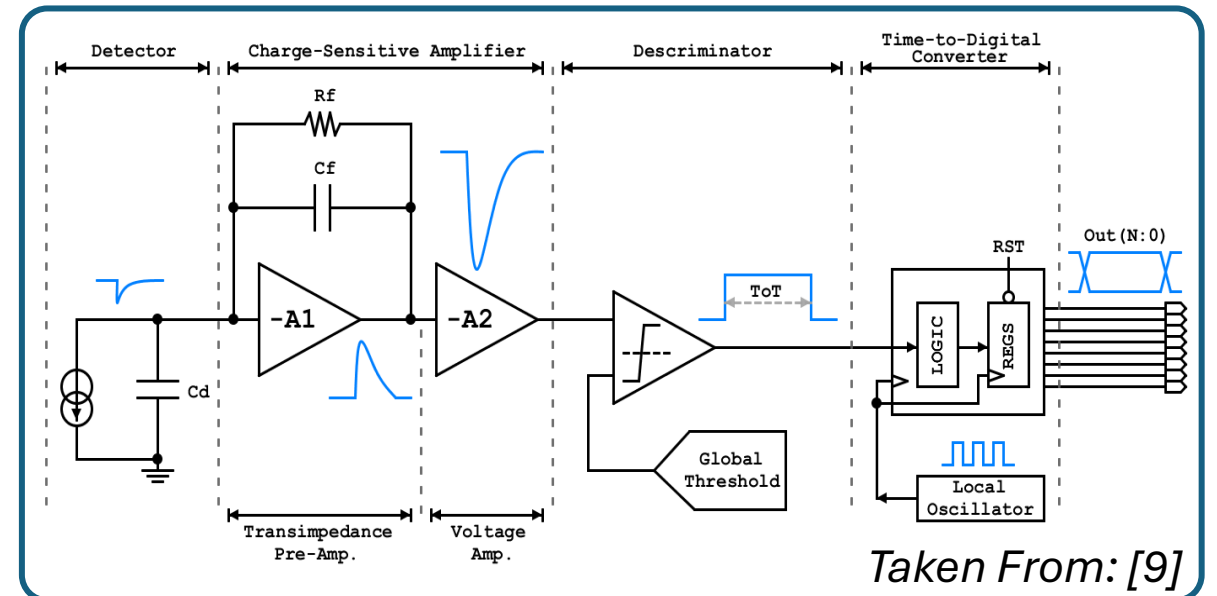 Detector
Charge-Sensitive Amplifier
Descriminator
Time-to-Digital
Converter
Rf
Cf
-A1
-A2
Cd
ToT
RST
Out(N:0)
LOGIC
REGS
Global
Threshold
Local
Osillator
Transimpedance
Pre-Amp.
Voltage
Amp.
Taken From: [9]